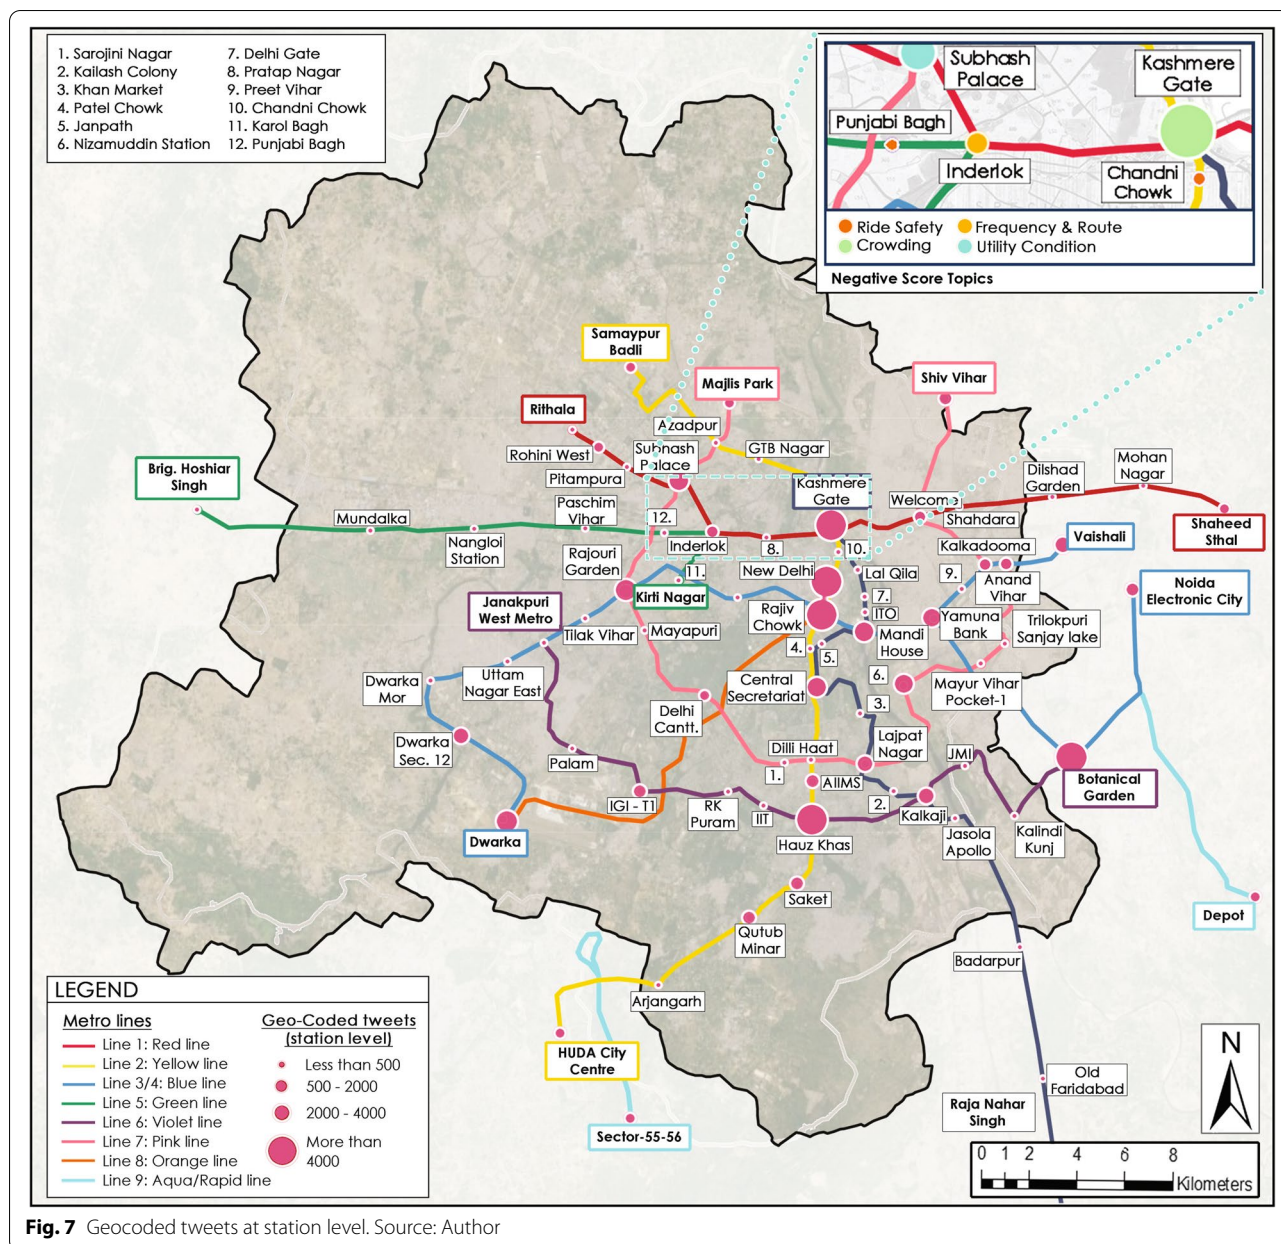 1. Sarojini Nagar
2. Kailash Colony
3. Khan Market
4. Patel Chowk
5. Janpath
6. Nizamuddin Station
7. Delhi Gate
8. Pratap Nagar
9. Preet Vihar
10. Chandni Chowk
11. Karol Bagh
12. Punjabi Bagh
Subhash
Palace
Kashmere
Gate
Punjabi Bagh
Inderlok
Chandni
Chowk
Ride Safety
Frequency & Route
Crowding
Utility Condition
Negative Score Topics
Samaypur
Badli
Majlis Park
Shiv Vihar
Rithala
Azadpur
Rohini West
Subhash
Palace
GTB Nagar
Pitampura
Brig. Hoshiar
Singh
Kashmere
Gate
Mohan
Nagar
Dilshad
Garden
Welcome
Shahdara
Shaheed
Sthal
Mundalka
Paschim
Vihar
12.
Nangloi
Station
Inderlok
8.
10.
Kalkadooma
Vaishali
Rajouri
Garden
11.
New Delhi
Lal Qila
9.
Anand
Vihar
Noida
Electronic City
Janakpuri
West Metro
Kirti Nagar
7.
Rajiv
Chowk
ITO
Yamuna
Bank
Trilokpuri
Sanjay lake
Tilak Vihar
Mayapuri
Mandi
House
4.
5.
Dwarka
Mor
Uttam
Nagar East
Central
Secretariat
6.
Mayur Vihar
Pocket-1
Delhi
Cantt.
3.
Dwarka
Sec. 12
Dilli Haat
Lajpat
Nagar
JMI
Palam
1.
AIIMS
Botanical
Garden
IGI - T1
RK
Puram
IIT
2.
Kalkaji
Dwarka
Hauz Khas
Jasola
Apollo
Kalindi
Kunj
Saket
Depot
Qutub
Minar
Badarpur
Arjangarh
HUDA City
Centre
Old
Faridabad
Raja Nahar
Singh
Sector-55-56
LEGEND
Metro lines
Line 1: Red line
Line 2: Yellow line
Line 3/4: Blue line
Line 5: Green line
Line 6: Violet line
Line 7: Pink line
Line 8: Orange line
Line 9: Aqua/Rapid line
Geo-Coded tweets
(station level)
Less than 500
500 - 2000
2000 - 4000
More than
4000
N
0 1 2 4 6 8
Kilometers
Fig. 7 Geocoded tweets at station level. Source: Author